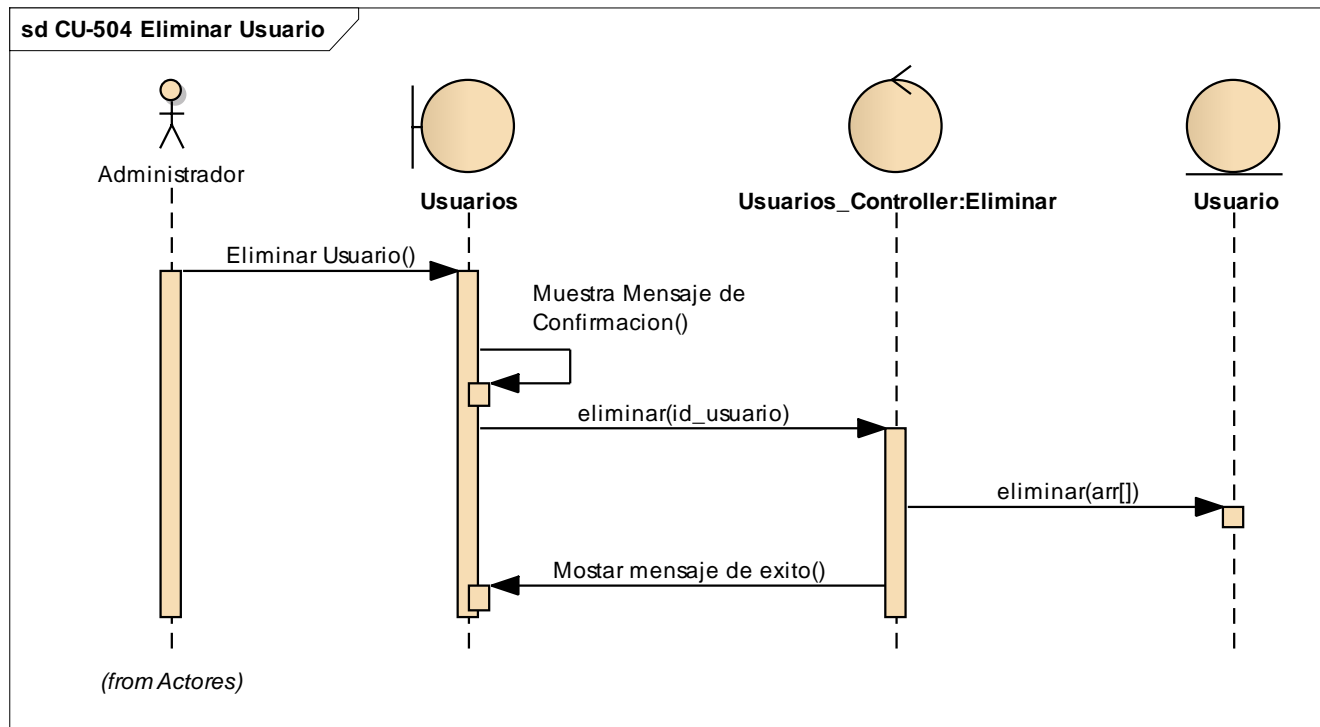 sd CU-504 Eliminar Usuario
Administrador
Usuarios
Usuarios_Controller:Eliminar
Usuario
Eliminar Usuario()
Muestra Mensaje de
Confirmacion()
eliminar(id_usuario)
eliminar(arr[])
Mostar mensaje de exito()
(from Actores)